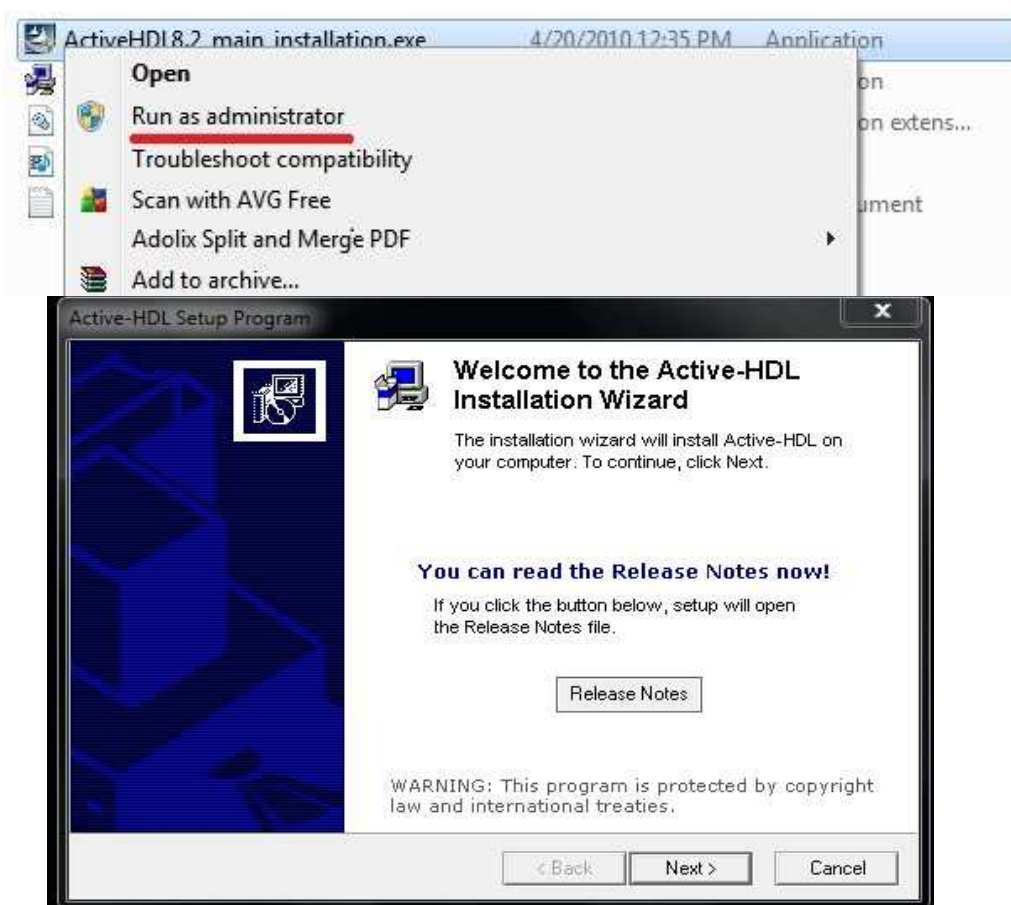 ActiveHDL8.2_main_installation.exe 4/20/2010 12:35 PM Application
Open
on
Run as administrator
on extens...
Troubleshoot compatibility
Scan with AVG Free
ument
Adolix Split and Merge PDF
Add to archive...
Active-HDL Setup Program
x
Welcome to the Active-HDL
Installation Wizard
The installation wizard will install Active-HDL on
your computer. To continue, click Next.
You can read the Release Notes now!
If you click the button below, setup will open
the Release Notes file.
Release Notes
WARNING: This program is protected by copyright
law and international treaties.
< Back Next > Cancel